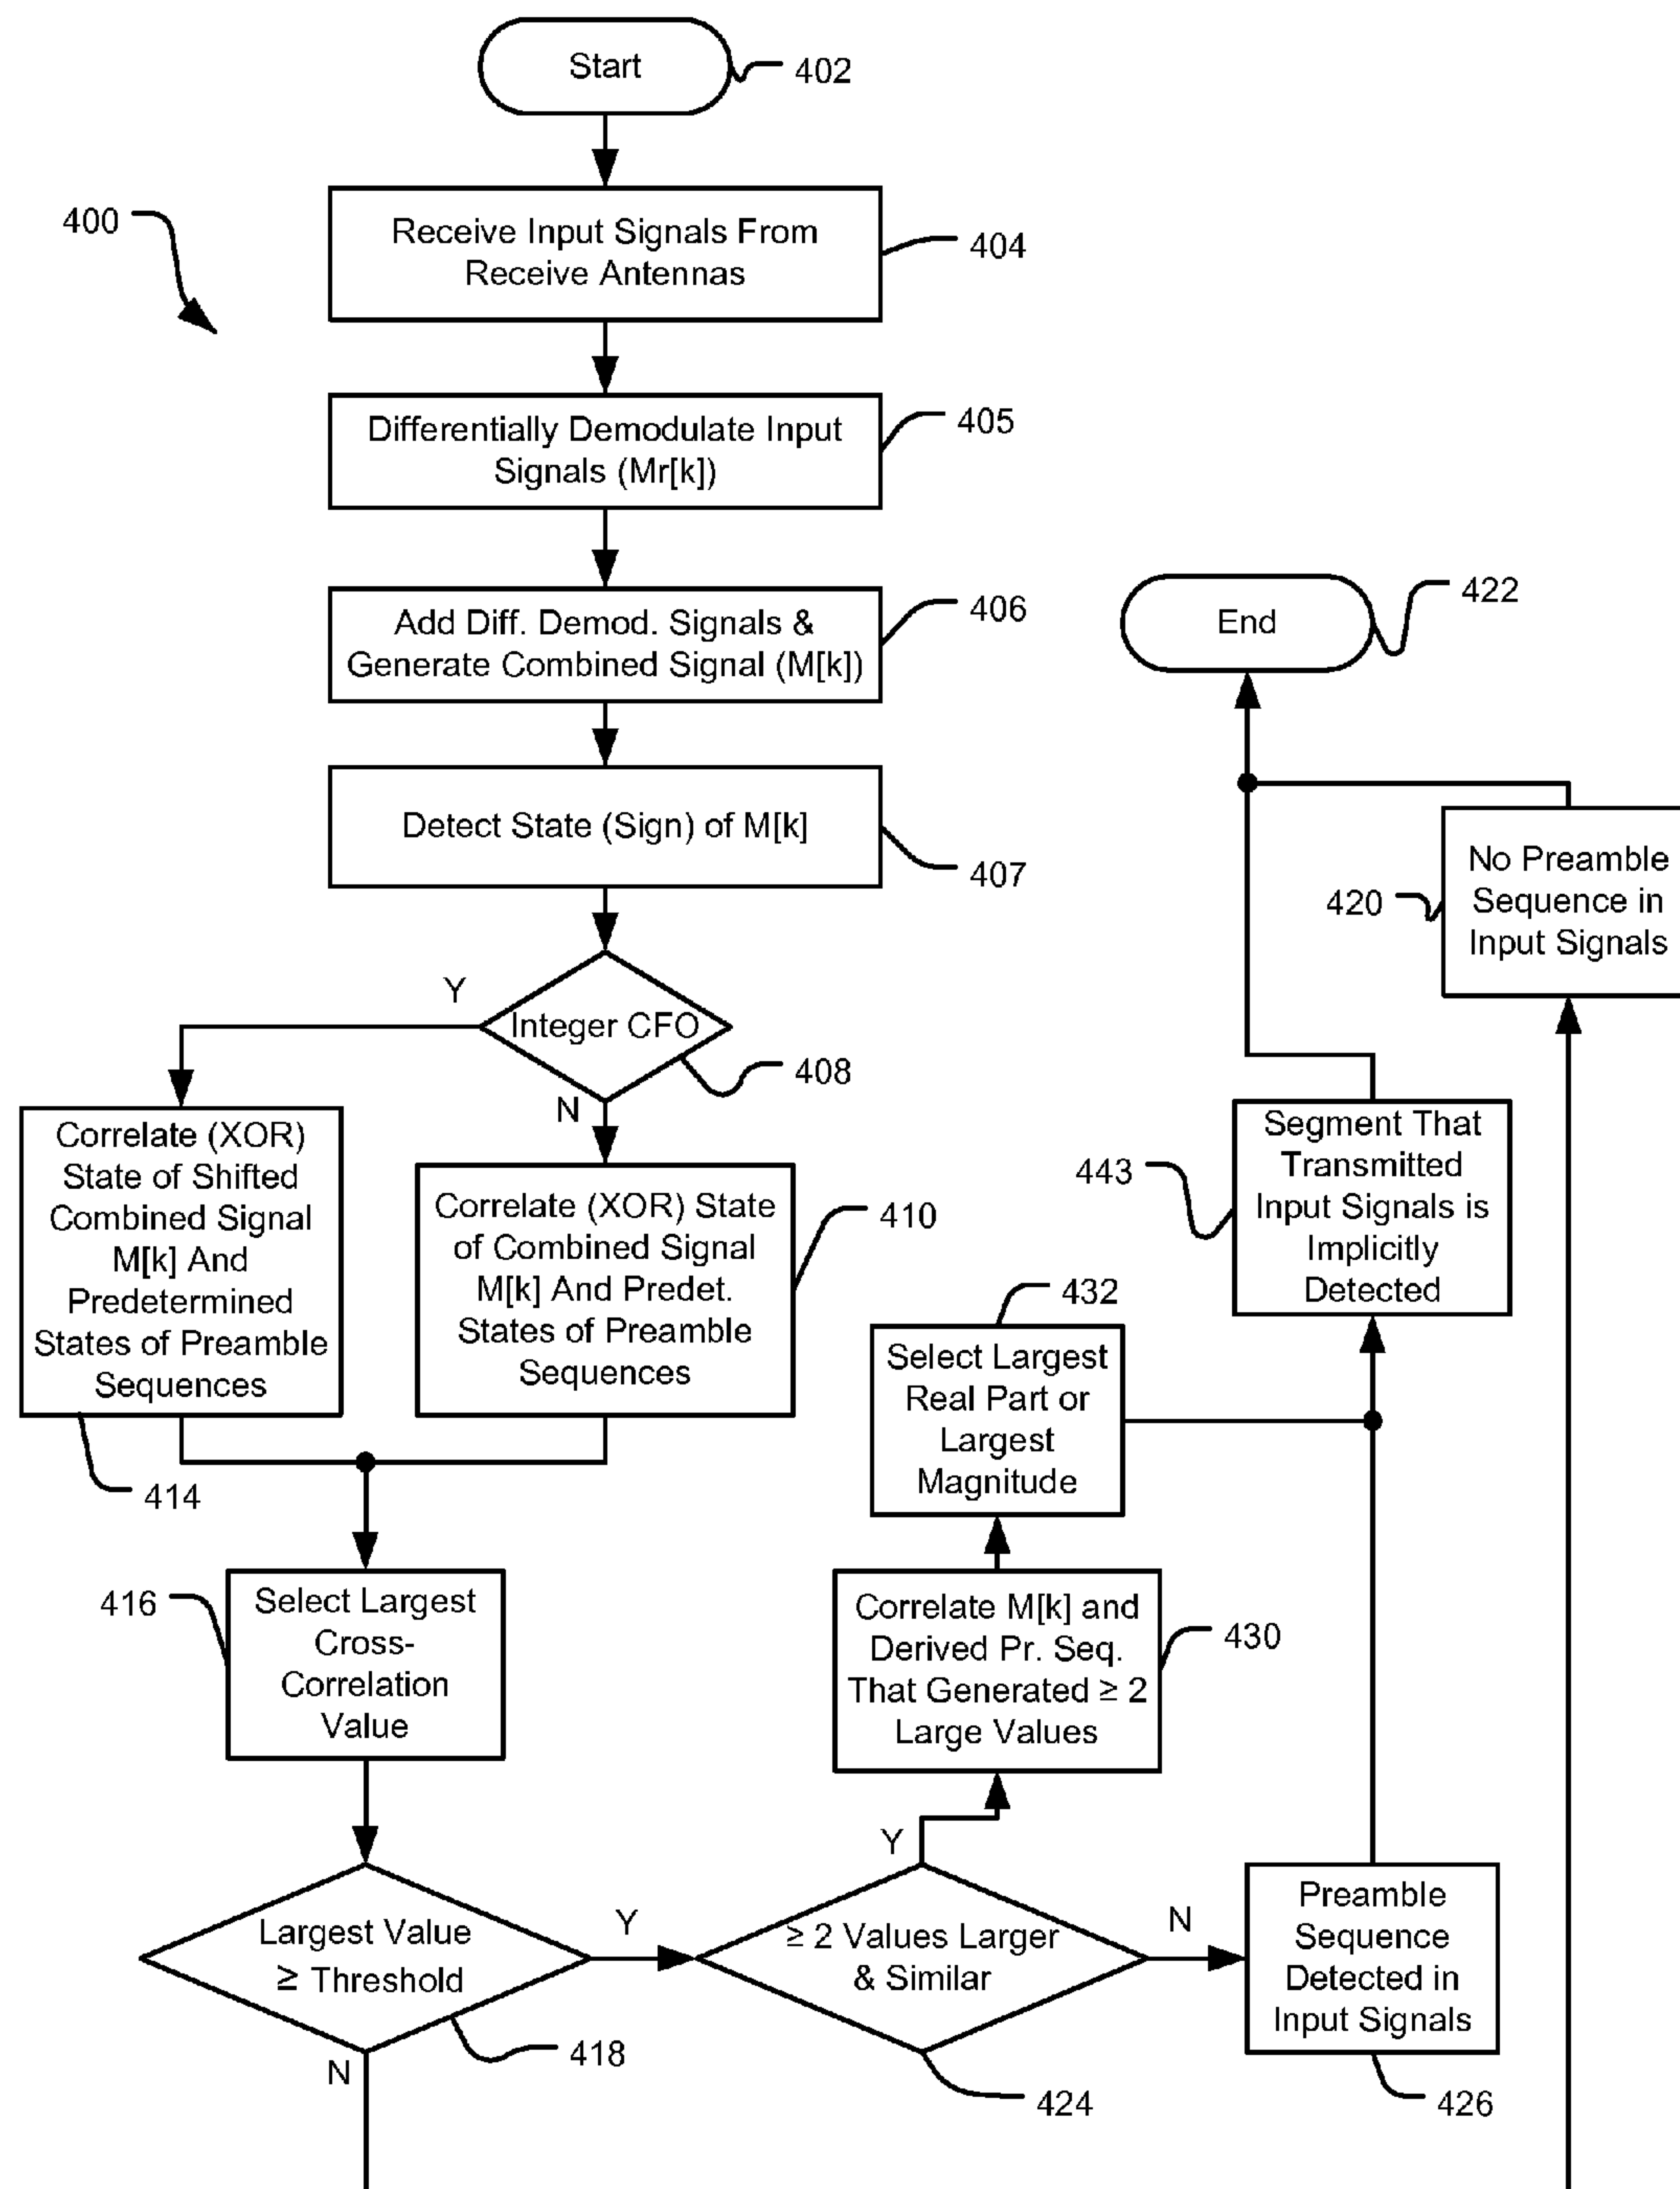 Start
402
400
Receive Input Signals From
Receive Antennas
404
Differentially Demodulate Input
Signals (Mr[k])
405
Add Diff. Demod. Signals &
Generate Combined Signal (M[k])
406
End
422
Detect State (Sign) of M[k]
407
No Preamble
Sequence in
Input Signals
420
Y
Integer CFO
408
N
Correlate (XOR)
State of Shifted
Combined Signal
M[k] And
Predetermined
States of Preamble
Sequences
414
Correlate (XOR) State
of Combined Signal
M[k] And Predet.
States of Preamble
Sequences
410
Segment That
Transmitted
Input Signals is
Implicitly
Detected
443
432
Select Largest
Real Part or
Largest
Magnitude
416
Select Largest
Cross-
Correlation
Value
Correlate M[k] and
Derived Pr. Seq.
That Generated ≥ 2
Large Values
430
Largest Value
≥ Threshold
Y
N
418
Y
≥ 2 Values Larger
& Similar
N
424
Preamble
Sequence
Detected in
Input Signals
426